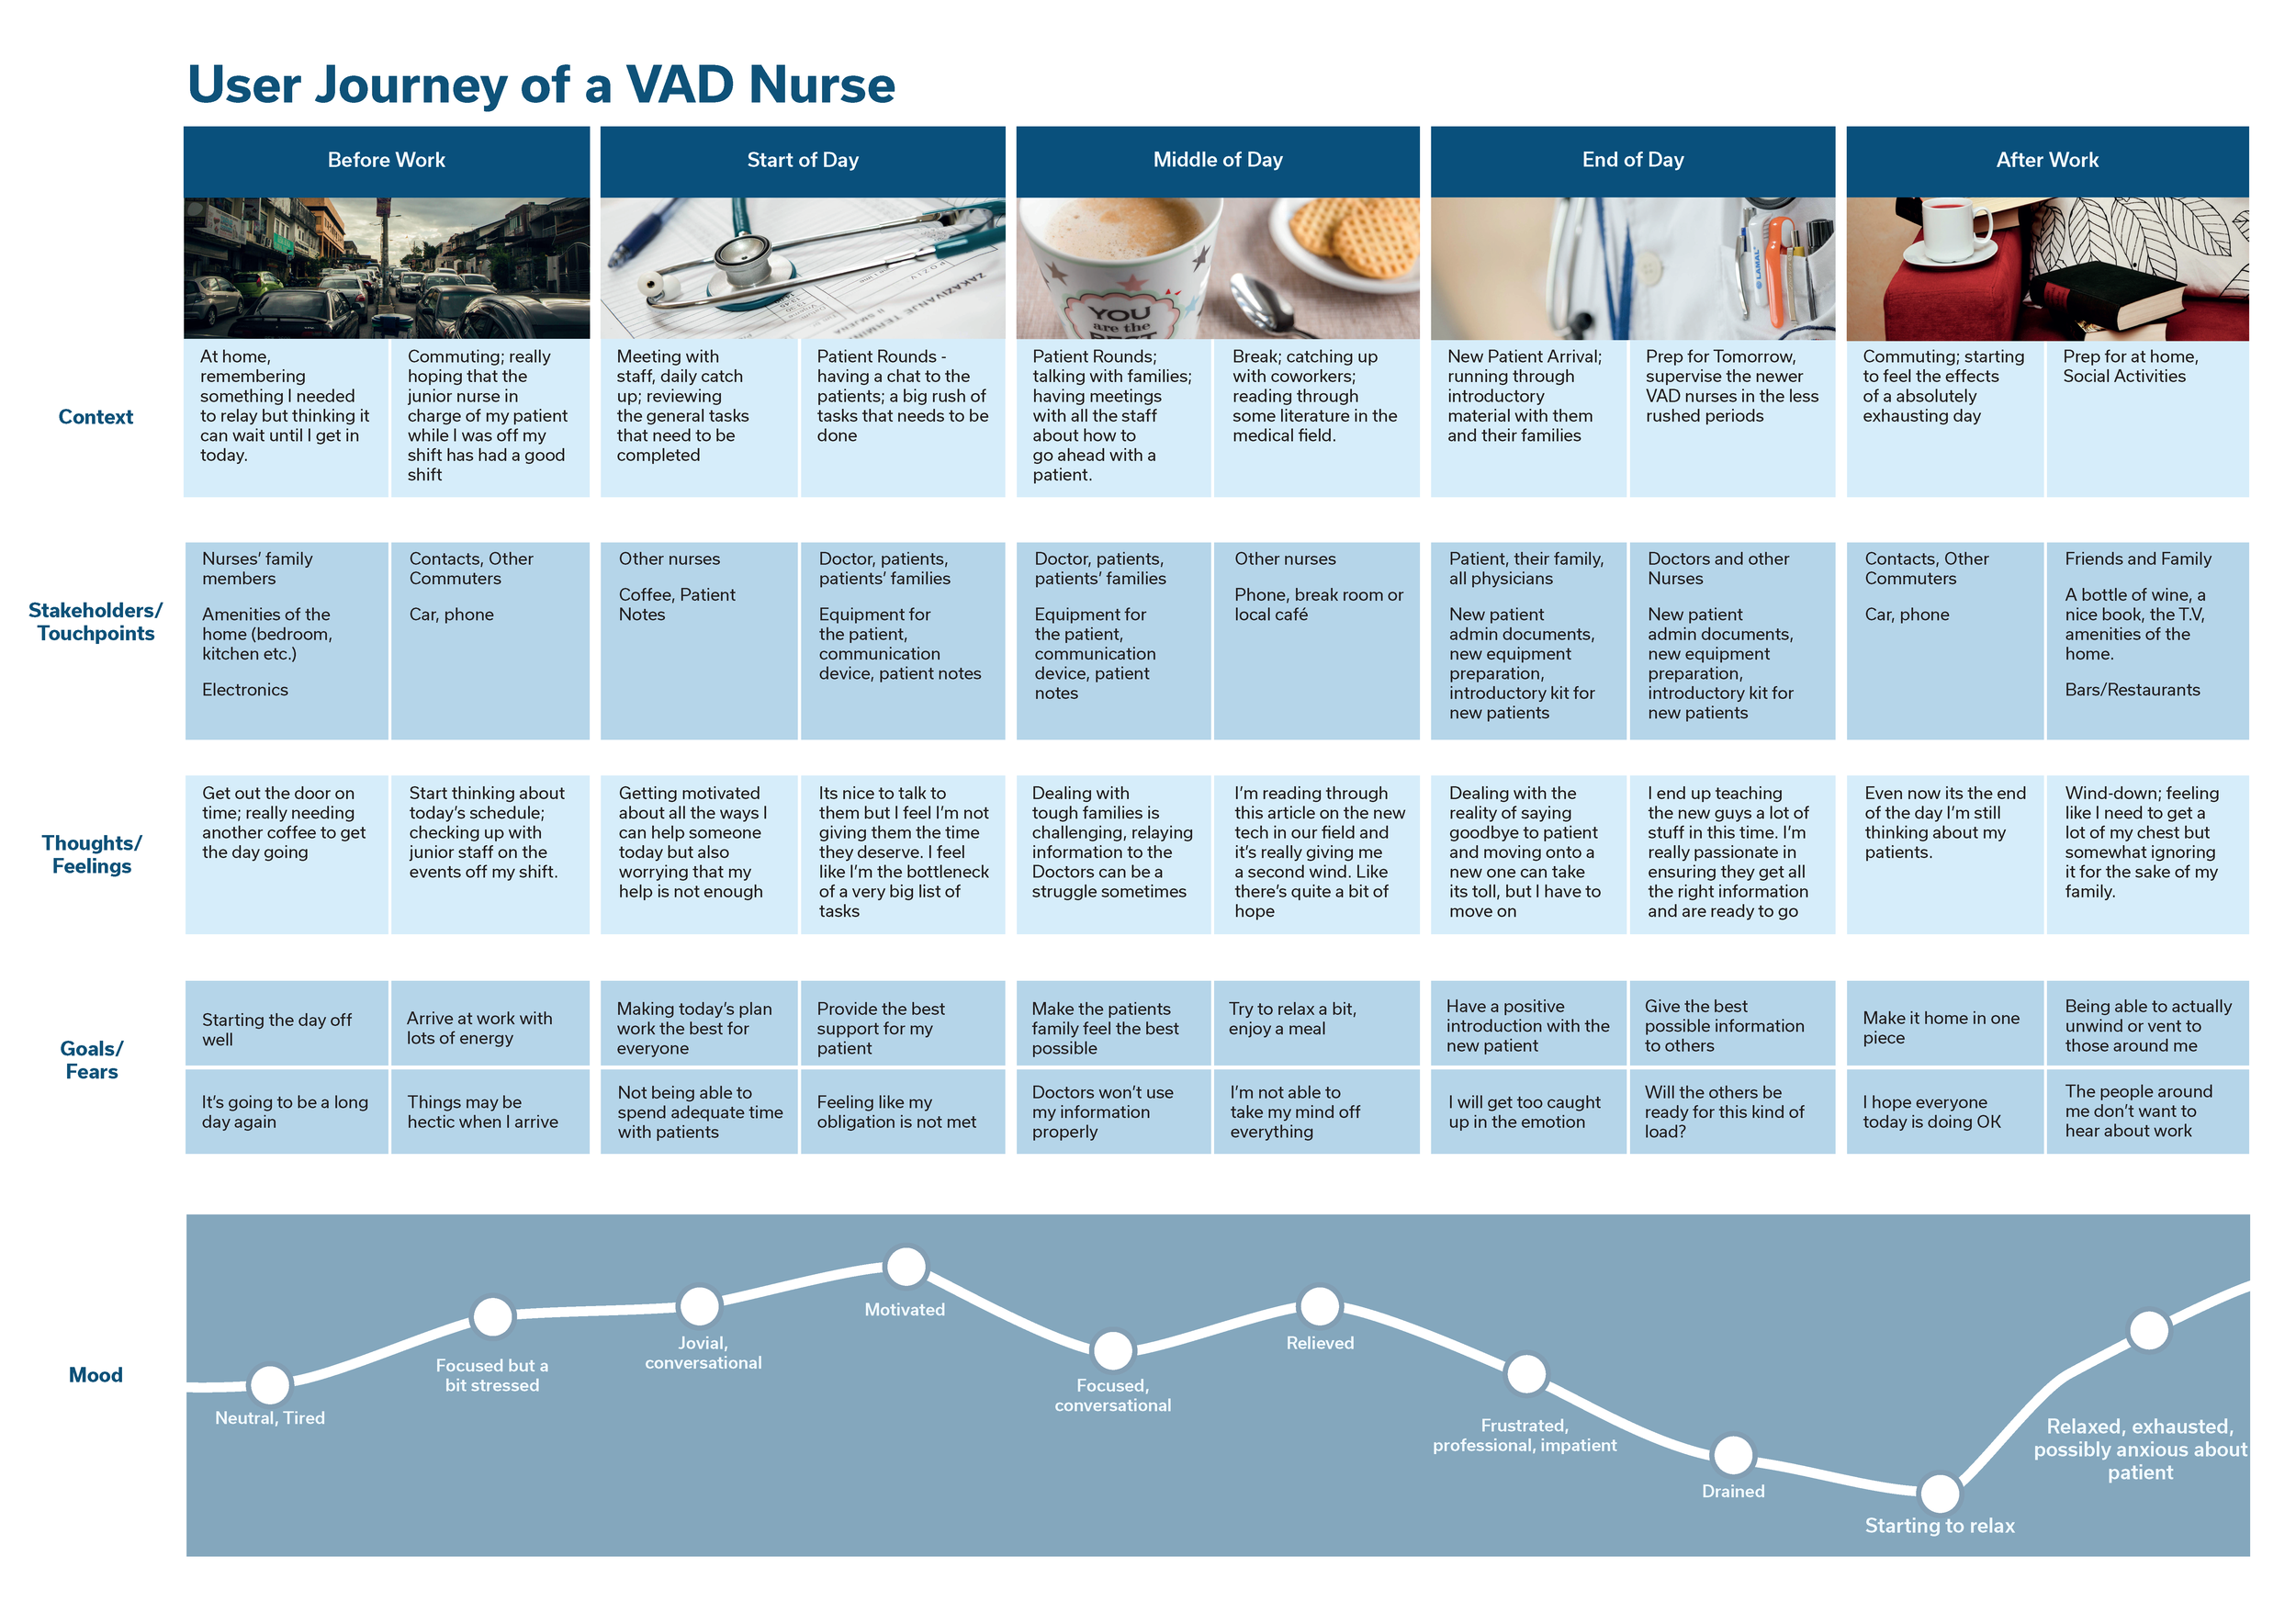 User Journey of a VAD Nurse
Before Work
Start of Day
Middle of Day
End of Day
After Work
ZAKAZIVANJE TERMINA
II SMJENA
YOU
are the
BEST
LAMAL
Context
At home,
remembering
something I needed
to relay but thinking it
can wait until I get in
today.
Commuting; really
hoping that the
junior nurse in
charge of my patient
while I was off my
shift has had a good
shift
Meeting with
staff, daily catch
up; reviewing
the general tasks
that need to be
completed
Patient Rounds -
having a chat to the
patients; a big rush of
tasks that needs to be
done
Patient Rounds;
talking with families;
having meetings
with all the staff
about how to
go ahead with a
patient.
Break; catching up
with coworkers;
reading through
some literature in the
medical field.
New Patient Arrival;
running through
introductory
material with them
and their families
Prep for Tomorrow,
supervise the newer
VAD nurses in the less
rushed periods
Commuting; starting
to feel the effects
of a absolutely
exhausting day
Prep for at home,
Social Activities
Stakeholders/
Touchpoints
Nurses’ family
members
Amenities of the
home (bedroom,
kitchen etc.)
Electronics
Contacts, Other
Commuters
Car, phone
Other nurses
Coffee, Patient
Notes
Doctor, patients,
patients’ families
Equipment for
the patient,
communication
device, patient notes
Doctor, patients,
patients’ families
Equipment for
the patient,
communication
device, patient
notes
Other nurses
Phone, break room or
local café
Patient, their family,
all physicians
New patient
admin documents,
new equipment
preparation,
introductory kit for
new patients
Doctors and other
Nurses
New patient
admin documents,
new equipment
preparation,
introductory kit for
new patients
Contacts, Other
Commuters
Car, phone
Friends and Family
A bottle of wine, a
nice book, the T.V,
amenities of the
home.
Bars/Restaurants
Thoughts/
Feelings
Get out the door on
time; really needing
another coffee to get
the day going
Start thinking about
today’s schedule;
checking up with
junior staff on the
events off my shift.
Getting motivated
about all the ways I
can help someone
today but also
worrying that my
help is not enough
Its nice to talk to
them but I feel I’m not
giving them the time
they deserve. I feel
like I’m the bottleneck
of a very big list of
tasks
Dealing with
tough families is
challenging, relaying
information to the
Doctors can be a
struggle sometimes
I’m reading through
this article on the new
tech in our field and
it’s really giving me
a second wind. Like
there’s quite a bit of
hope
Dealing with the
reality of saying
goodbye to patient
and moving onto a
new one can take
its toll, but I have to
move on
I end up teaching
the new guys a lot of
stuff in this time. I’m
really passionate in
ensuring they get all
the right information
and are ready to go
Even now its the end
of the day I’m still
thinking about my
patients.
Wind-down; feeling
like I need to get a
lot of my chest but
somewhat ignoring
it for the sake of my
family.
Goals/
Fears
Starting the day off
well
Arrive at work with
lots of energy
Making today’s plan
work the best for
everyone
Provide the best
support for my
patient
Make the patients
family feel the best
possible
Try to relax a bit,
enjoy a meal
Have a positive
introduction with the
new patient
Give the best
possible information
to others
Make it home in one
piece
Being able to actually
unwind or vent to
those around me
It’s going to be a long
day again
Things may be
hectic when I arrive
Not being able to
spend adequate time
with patients
Feeling like my
obligation is not met
Doctors won’t use
my information
properly
I’m not able to
take my mind off
everything
I will get too caught
up in the emotion
Will the others be
ready for this kind of
load?
I hope everyone
today is doing OK
The people around
me don’t want to
hear about work
Mood
Neutral, Tired
Focused but a
bit stressed
Jovial,
conversational
Motivated
Focused,
conversational
Relieved
Frustrated,
professional, impatient
Drained
Starting to relax
Relaxed, exhausted,
possibly anxious about
patient